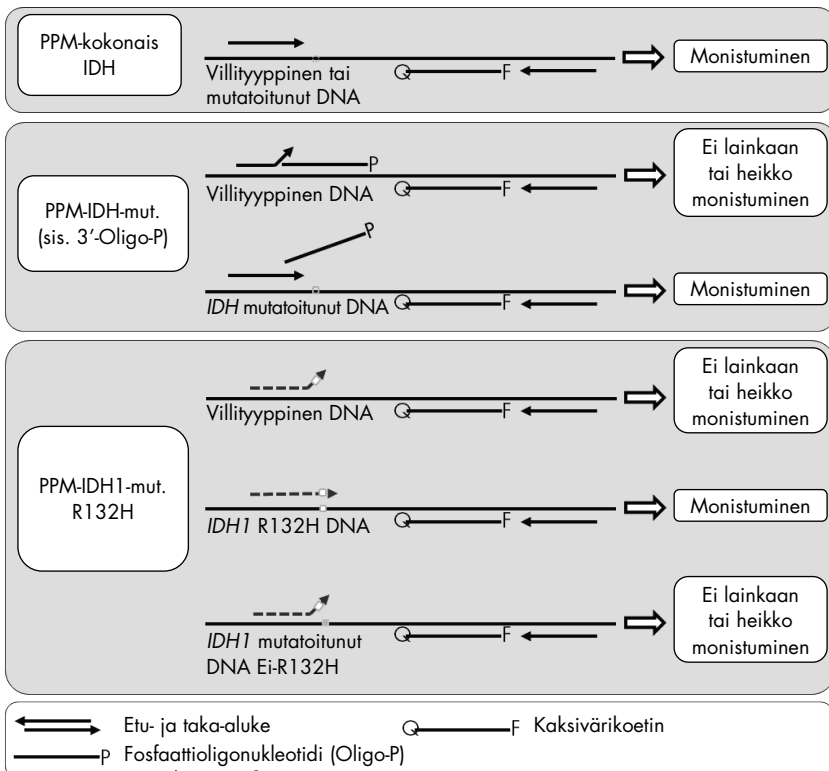 PPM-kokonais
IDH
Villityyppinen tai
mutatoitunut DNA
Q
F
Monistuminen
PPM-IDH-mut.
(sis. 3’-Oligo-P)
P
Villityyppinen DNA
Q
F
Ei lainkaan
tai heikko
monistuminen
P
IDH mutatoitunut DNA
Q
F
Monistuminen
PPM-IDH1-mut.
R132H
Villityyppinen DNA
Q
F
Ei lainkaan
tai heikko
monistuminen
IDH1 R132H DNA
Q
F
Monistuminen
IDH1 mutatoitunut
DNA Ei-R132H
Q
F
Ei lainkaan
tai heikko
monistuminen
Etu- ja taka-aluke
Q
F
Kaksivärikoetin
P
Fosfaattioligonukleotidi (Oligo-P)